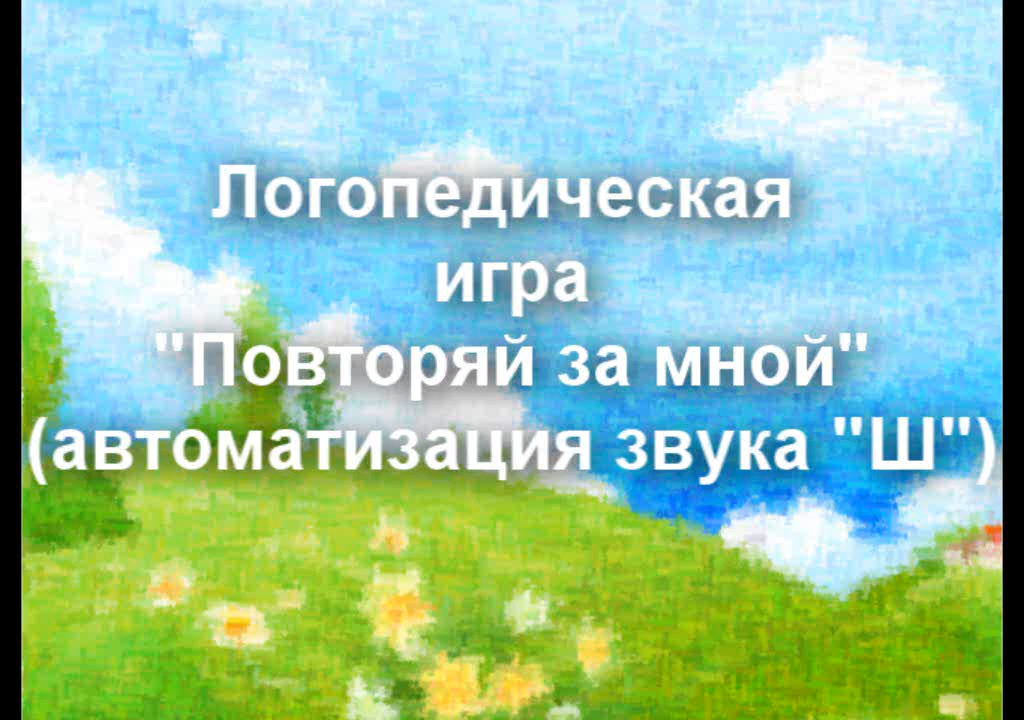 Логопедическая
игра
"Повторяй за мной"
(автоматизация звука "Ш")